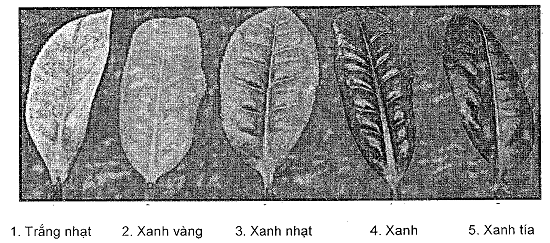 1. Trắng nhạt 2. Xanh vàng 3. Xanh nhạt 4. Xanh 5. Xanh tía